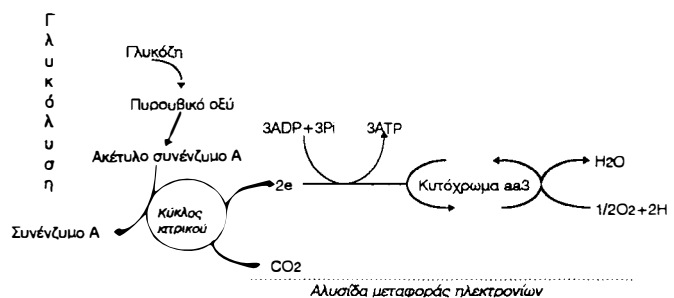 Γλυκόλυση
Γλυκόζη
Πυρουβικό οξύ
3ADP+3Pi 3ATP
Ακέτυλο συνένζυμο Α
2e
Κυτόχρωμα aa3
H2O
1/2O2+2H
Κύκλος
κιτρικού
Συνένζυμο Α
CO2
Αλυσίδα μεταφοράς ηλεκτρονίων